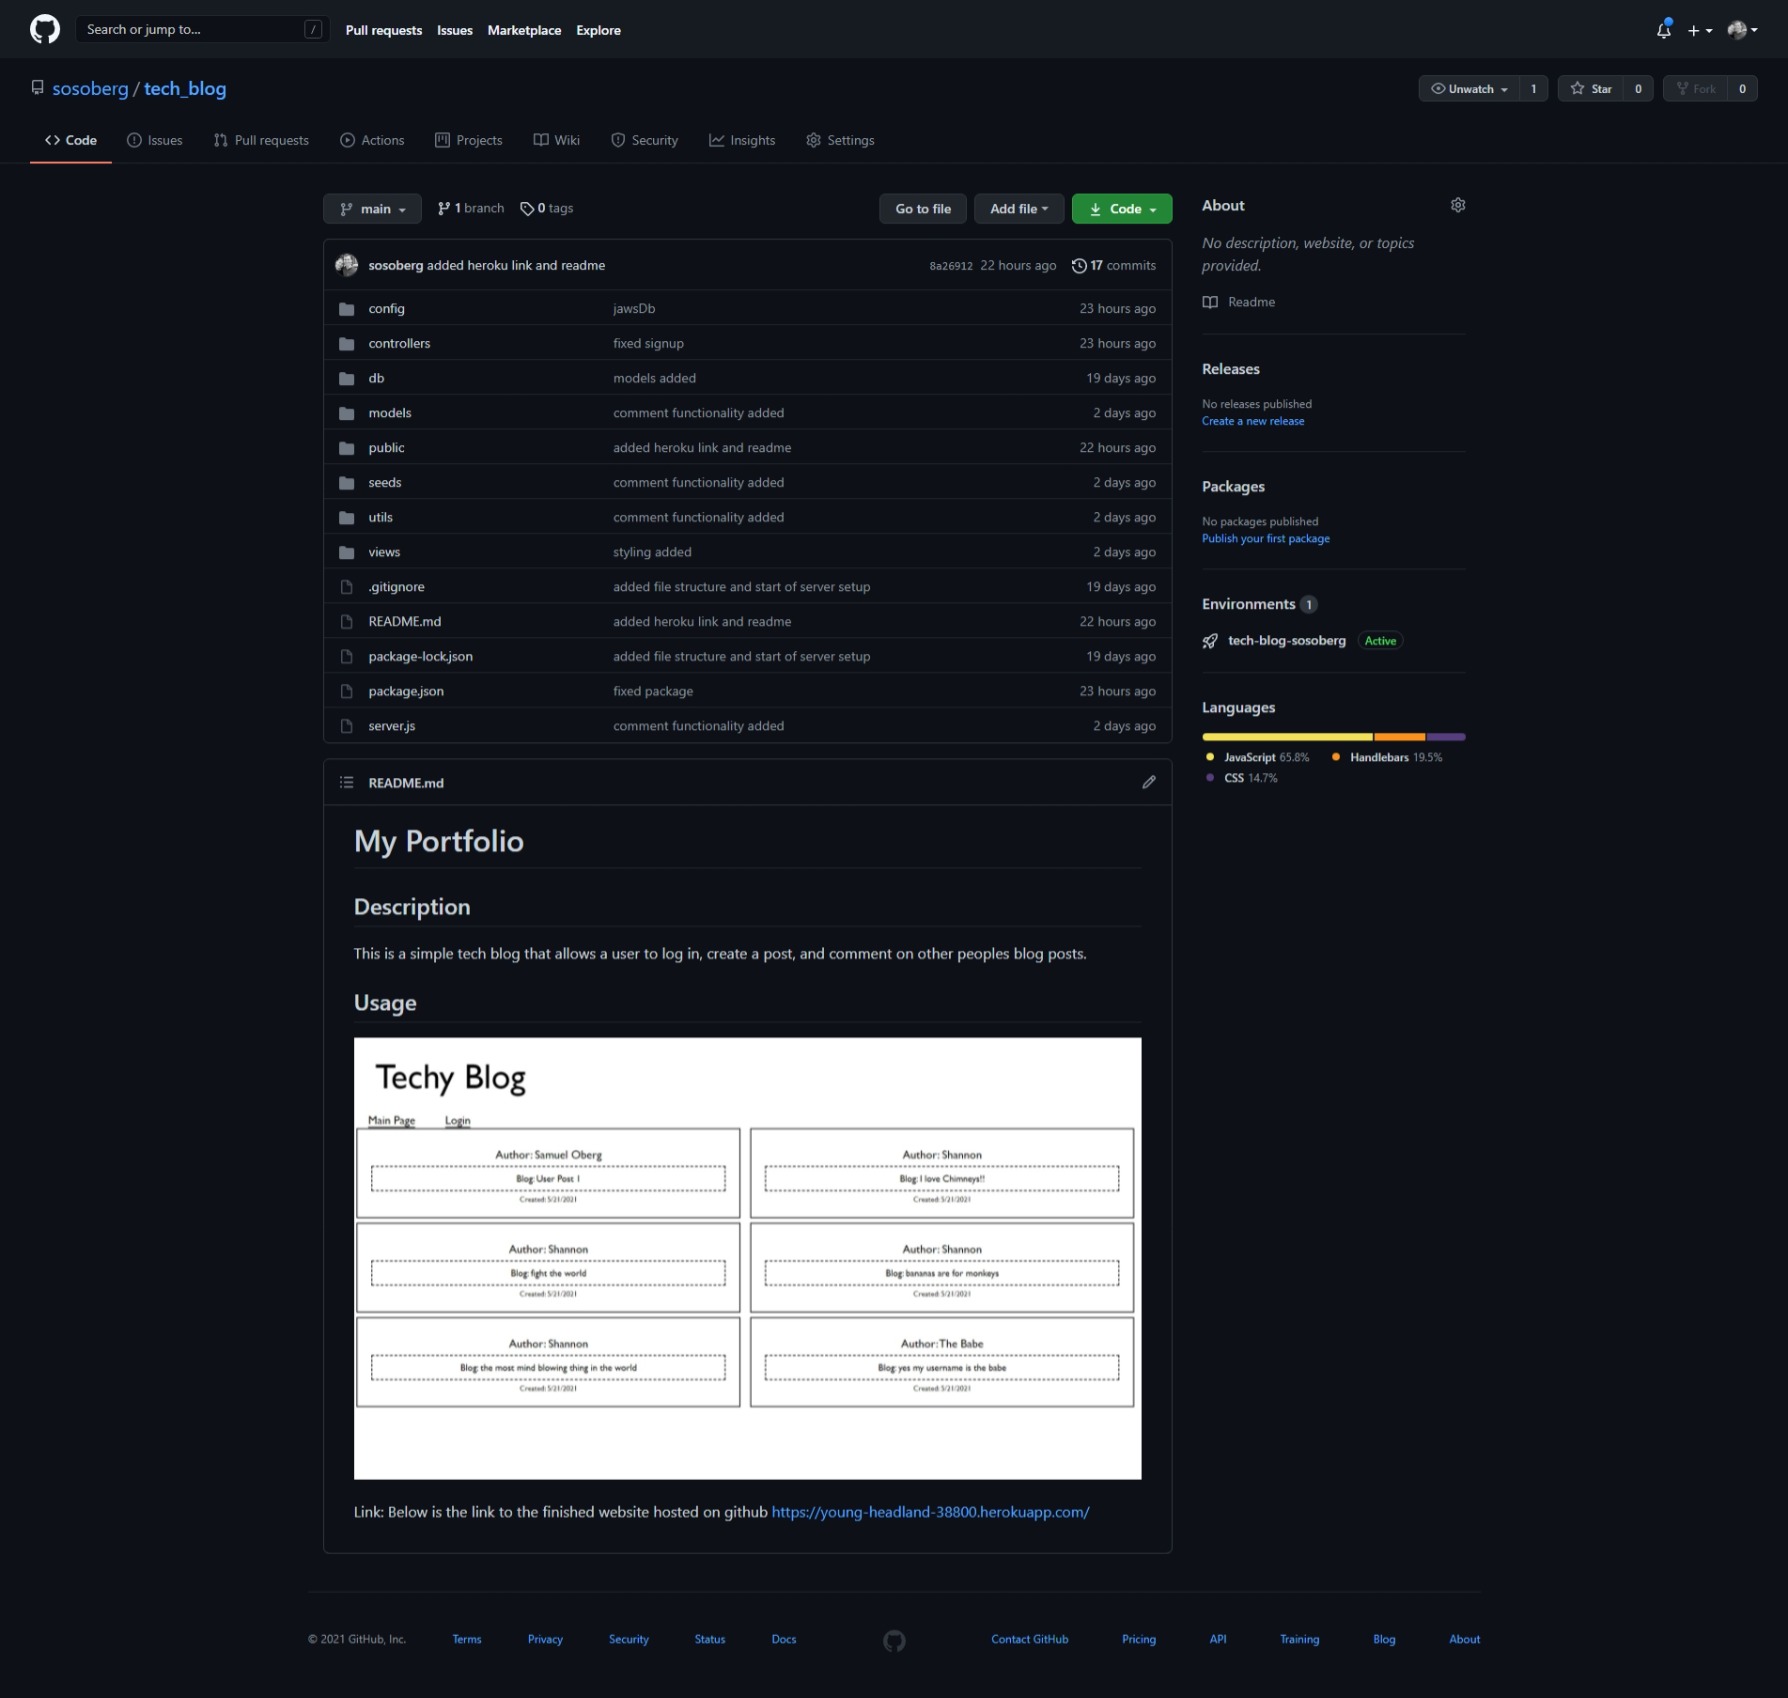 Search or jump to... /
Pull requests Issues Marketplace Explore
sosoberg / tech_blog
Unwatch 1 Star 0 Fork 0
Code Issues Pull requests Actions Projects Wiki Security Insights Settings
main 1 branch 0 tags Go to file Add file Code
sosoberg added heroku link and readme 8a26912 22 hours ago 17 commits
config jawsDb 23 hours ago
controllers fixed signup 23 hours ago
db models added 19 days ago
models comment functionality added 2 days ago
public added heroku link and readme 22 hours ago
seeds comment functionality added 2 days ago
utils comment functionality added 2 days ago
views styling added 2 days ago
.gitignore added file structure and start of server setup 19 days ago
README.md added heroku link and readme 22 hours ago
package-lock.json added file structure and start of server setup 19 days ago
package.json fixed package 23 hours ago
server.js comment functionality added 2 days ago
About
No description, website, or topics
provided.
Readme
Releases
No releases published
Create a new release
Packages
No packages published
Publish your first package
Environments 1
tech-blog-sosoberg Active
Languages
JavaScript 65.8% Handlebars 19.5%
CSS 14.7%
README.md
My Portfolio
Description
This is a simple tech blog that allows a user to log in, create a post, and comment on other peoples blog posts.
Usage
Techy Blog
Main Page Login
Author: Samuel Oberg
Blog: User Post 1
Created: 5/21/2021
Author: Shannon
Blog: I love Chimneys!!
Created: 5/21/2021
Author: Shannon
Blog: fight the world
Created: 5/21/2021
Author: Shannon
Blog: bananas are for monkeys
Created: 5/21/2021
Author: Shannon
Blog: the most mind blowing thing in the world
Created: 5/21/2021
Author: The Babe
Blog: yes my username is the babe
Created: 5/21/2021
Link: Below is the link to the finished website hosted on github https://young-headland-38800.herokuapp.com/
© 2021 GitHub, Inc. Terms Privacy Security Status Docs Contact GitHub Pricing API Training Blog About